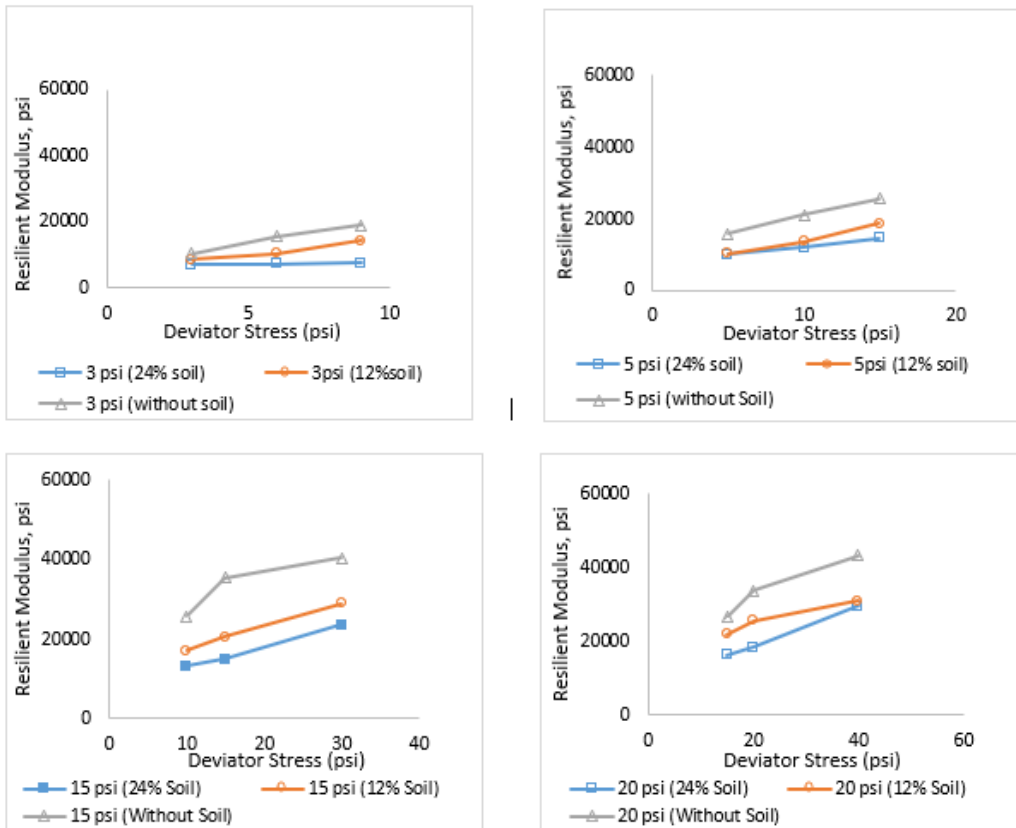 Resilient Modulus, psi
60000
40000
20000
0
0 5 10
Deviator Stress (psi)
3 psi (24% soil) 3psi (12%soil)
3 psi (without soil)
Resilient Modulus, psi
60000
40000
20000
0
0 10 20
Deviator Stress (psi)
5 psi (24% soil) 5psi (12% soil)
5 psi (without Soil)
Resilient Modulus, psi
60000
40000
20000
0
0 10 20 30 40
Deviator Stress (psi)
15 psi (24% Soil) 15 psi (12% Soil)
15 psi (Without Soil)
Resilient Modulus, psi
60000
40000
20000
0
0 20 40 60
Deviator Stress (psi)
20 psi (24% Soil) 20 psi (12% Soil)
20 psi (Without Soil)